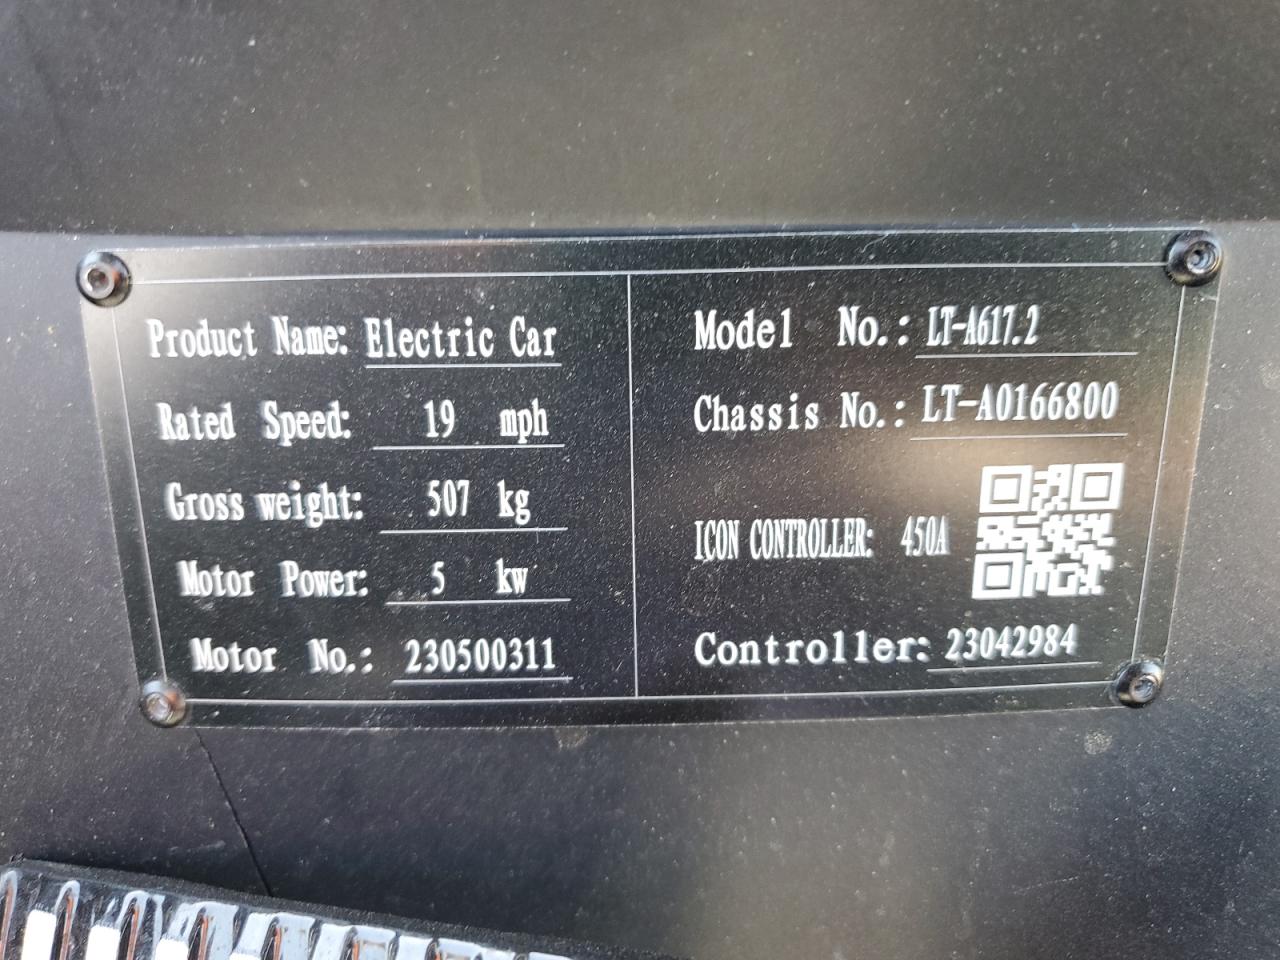 Product Name: Electric Car
Rated Speed: 19 mph
Gross weight: 507 kg
Motor Power: 5 kw
Motor No.: 230500311
Model No.: LT-A617.2
Chassis No.: LT-A0166800
ICON CONTROLLER: 450A
Controller: 23042984